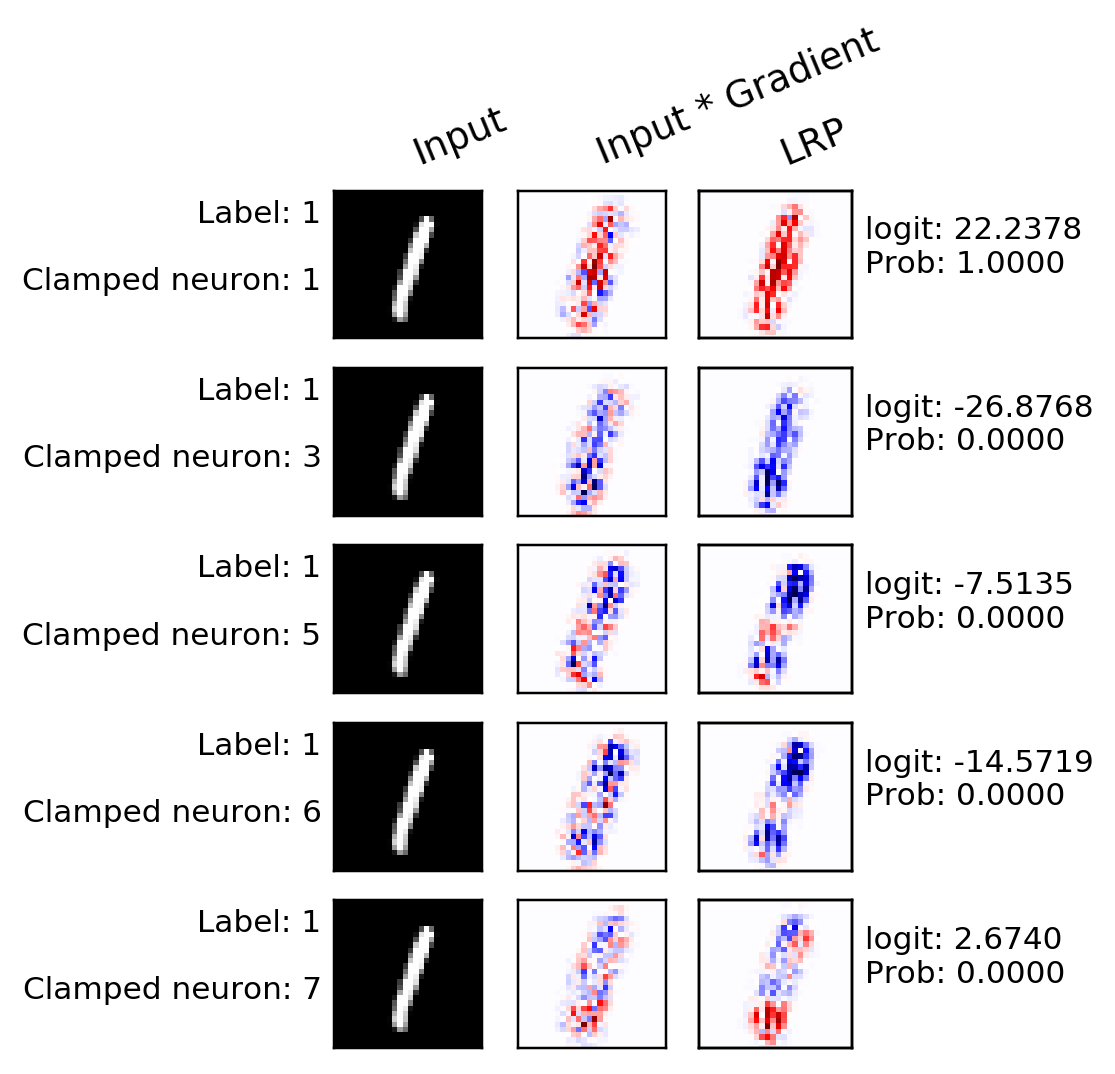 Input
Input * Gradient
LRP
Label: 1
Clamped neuron: 1
logit: 22.2378
Prob: 1.0000
Label: 1
Clamped neuron: 3
logit: -26.8768
Prob: 0.0000
Label: 1
Clamped neuron: 5
logit: -7.5135
Prob: 0.0000
Label: 1
Clamped neuron: 6
logit: -14.5719
Prob: 0.0000
Label: 1
Clamped neuron: 7
logit: 2.6740
Prob: 0.0000